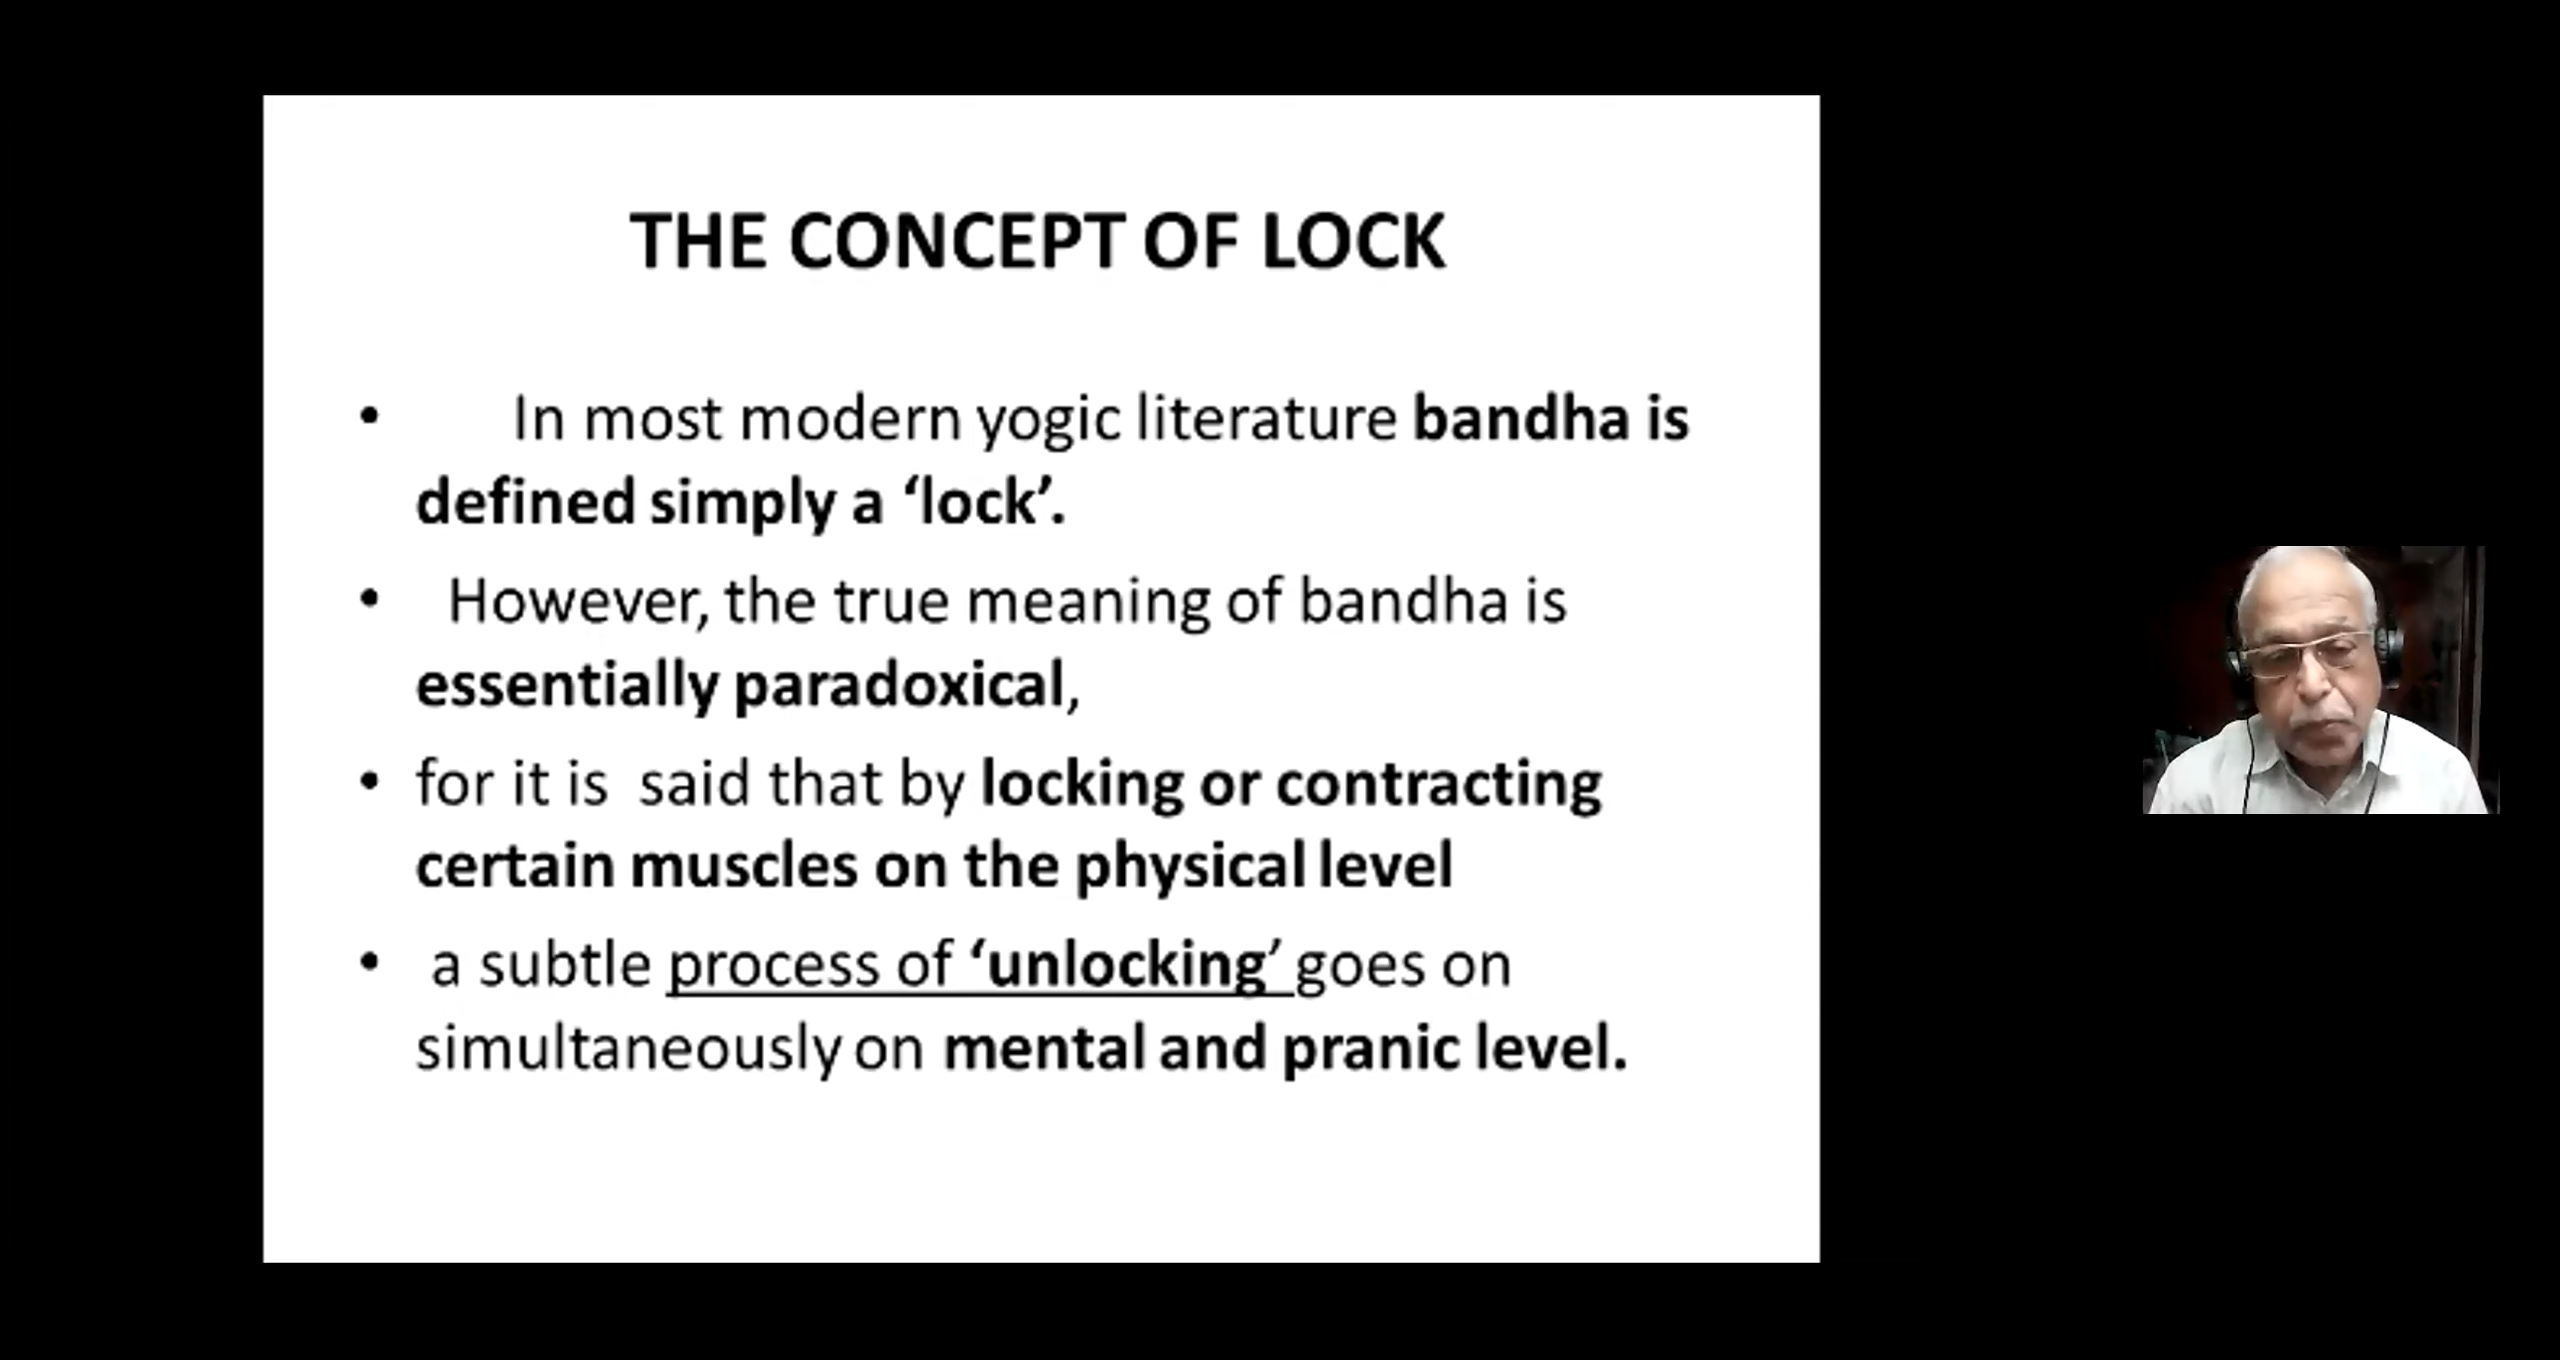 THE CONCEPT OF LOCK
• In most modern yogic literature bandha is
defined simply a ‘lock’.
• However, the true meaning of bandha is
essentially paradoxical,
• for it is said that by locking or contracting
certain muscles on the physical level
• a subtle process of ‘unlocking’ goes on
simultaneously on mental and pranic level.